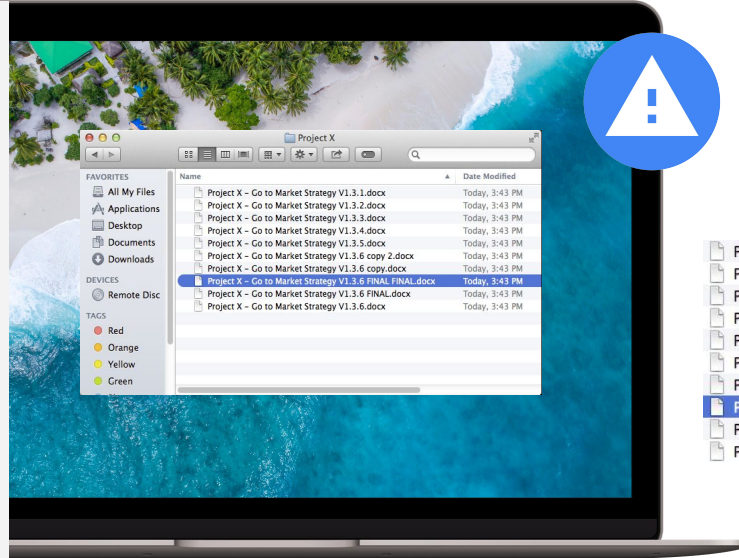 Project X
FAVORITES
All My Files
Applications
Desktop
Documents
Downloads
DEVICES
Remote Disc
TAGS
Red
Orange
Yellow
Green
Name
Date Modified
Project X – Go to Market Strategy V1.3.1.docx Today, 3:43 PM
Project X – Go to Market Strategy V1.3.2.docx Today, 3:43 PM
Project X – Go to Market Strategy V1.3.3.docx Today, 3:43 PM
Project X – Go to Market Strategy V1.3.4.docx Today, 3:43 PM
Project X – Go to Market Strategy V1.3.5.docx Today, 3:43 PM
Project X – Go to Market Strategy V1.3.6 copy 2.docx Today, 3:43 PM
Project X – Go to Market Strategy V1.3.6 copy.docx Today, 3:43 PM
Project X – Go to Market Strategy V1.3.6 FINAL FINAL.docx Today, 3:43 PM
Project X – Go to Market Strategy V1.3.6 FINAL.docx Today, 3:43 PM
Project X – Go to Market Strategy V1.3.6.docx Today, 3:43 PM